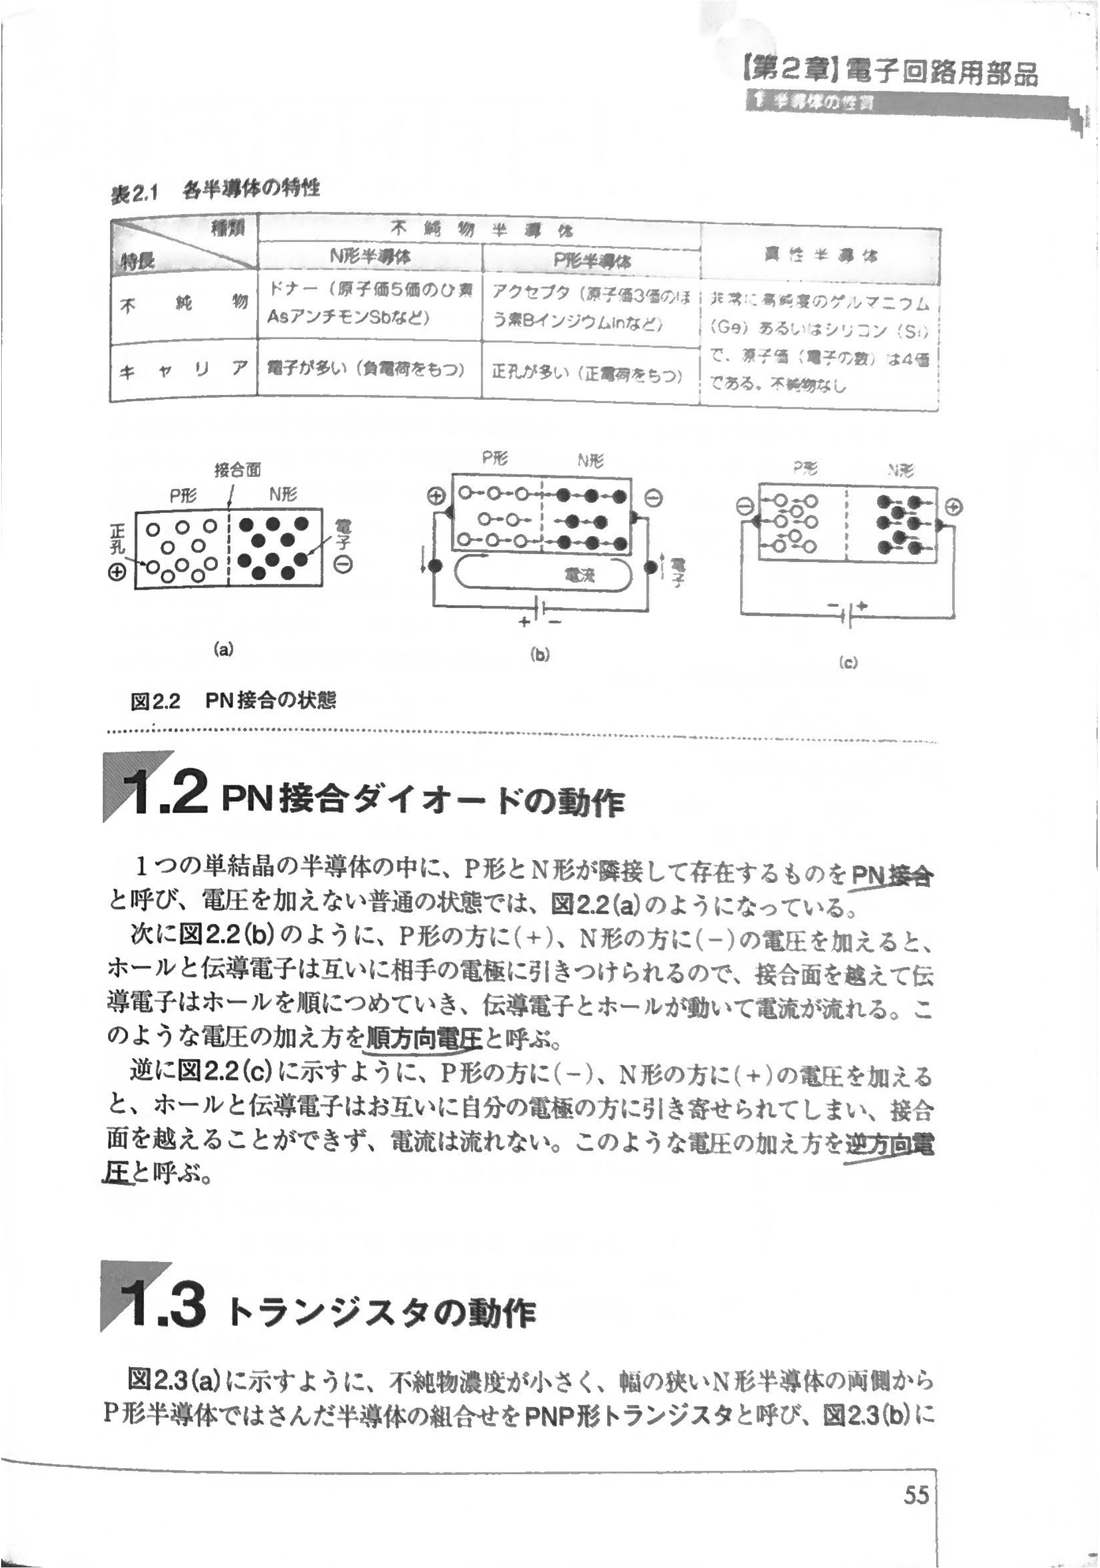 【第2章】電子回路用部品
1 半導体の性質
表2.1 各半導体の特性
種類
特長
不純物半導体
N形半導体
P形半導体
真性半導体
不純物
ドナー（原子価5価のひ素
AsアンチモンSbなど）
アクセプタ（原子価3価のほ
う素BインジウムInなど）
非常に高純度のゲルマニウム
（Ge）あるいはシリコン（Si）
で、原子価（電子の数）は4価
である。不純物なし
キャリア
電子が多い（負電荷をもつ）
正孔が多い（正電荷をもつ）
接合面
P形
N形
正孔
⊕
電子
⊖
(a)
P形
N形
⊕
⊖
電流
電子
+ −
(b)
P形
N形
⊖
⊕
− +
(c)
図2.2 PN接合の状態
1.2 PN接合ダイオードの動作
1つの単結晶の半導体の中に、P形とN形が隣接して存在するものをPN接合
と呼び、電圧を加えない普通の状態では、図2.2(a)のようになっている。
次に図2.2(b)のように、P形の方に(+)、N形の方に(−)の電圧を加えると、
ホールと伝導電子は互いに相手の電極に引きつけられるので、接合面を越えて伝
導電子はホールを順につめていき、伝導電子とホールが動いて電流が流れる。こ
のような電圧の加え方を順方向電圧と呼ぶ。
逆に図2.2(c)に示すように、P形の方に(−)、N形の方に(+)の電圧を加える
と、ホールと伝導電子はお互いに自分の電極の方に引き寄せられてしまい、接合
面を越えることができず、電流は流れない。このような電圧の加え方を逆方向電
圧と呼ぶ。
1.3 トランジスタの動作
図2.3(a)に示すように、不純物濃度が小さく、幅の狭いN形半導体の両側から
P形半導体ではさんだ半導体の組合せをPNP形トランジスタと呼び、図2.3(b)に
55